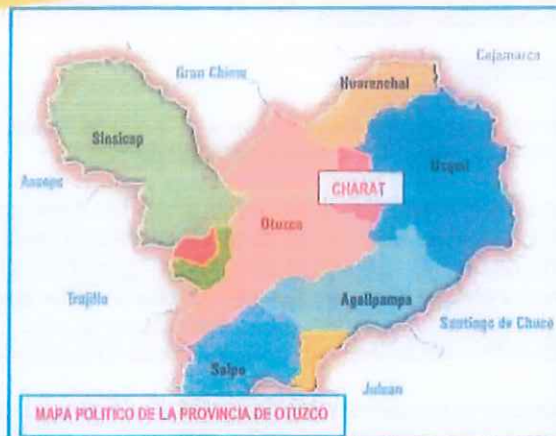 Cajamarca
Gran Chimu
Huaranchal
Sinsicap
Usquil
Ascope
CHARAT
Otuzco
Trujillo
Agallpampa
Santiago de Chuco
Salpo
Julcan
MAPA POLITICO DE LA PROVINCIA DE OTUZCO